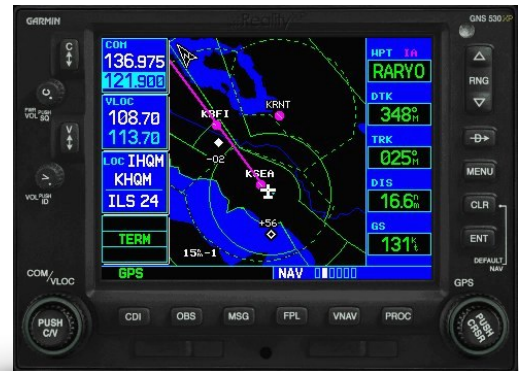 GARMIN
iReality
GNS 530XP
COM
136.975
121.900
VLOC
108.70
113.70
LOC IHQM
KHQM
ILS 24
TERM
GPS
KBFI
KRNT
-02
KSEA
+56
NAV
WPT IA
RARYO
DTK
348°M
TRK
025°M
DIS
16.6nm
GS
131kt
C
PWR PUSH
VOL SQ
V
VOL PUSH
ID
COM/VLOC
PUSH
C/V
CDI
OBS
MSG
FPL
VNAV
PROC
RNG
D
MENU
CLR
ENT
DEFAULT
NAV
GPS
PUSH
CRSR